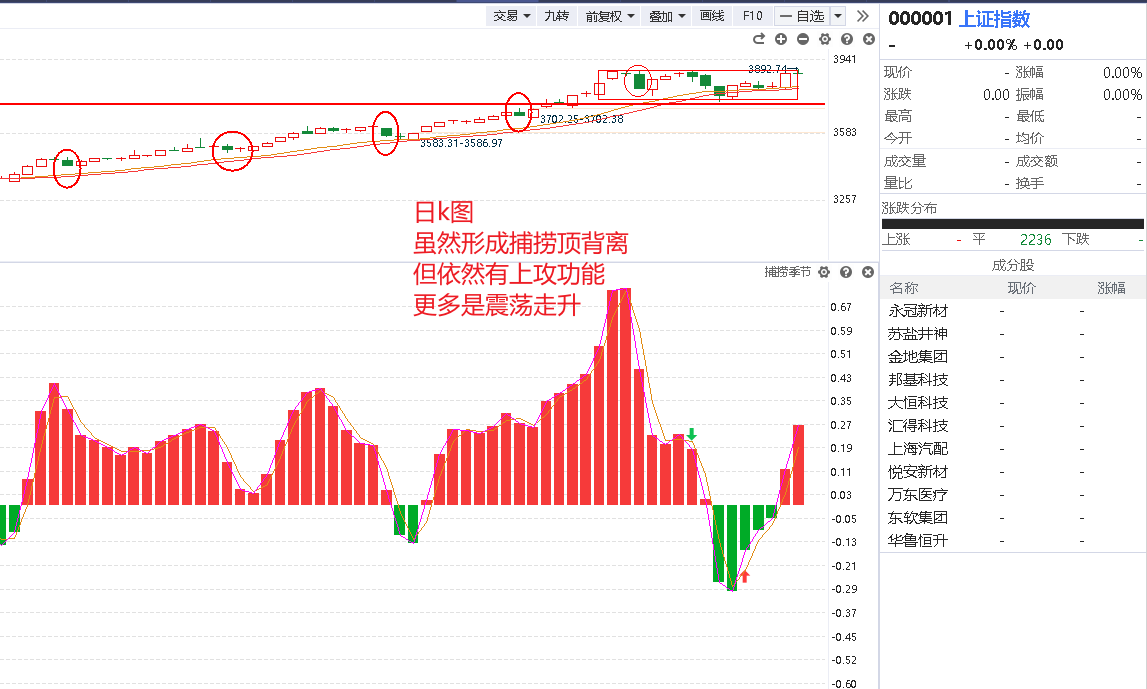 交易 九转 前复权 叠加 画线 F10 一 自选
000001 上证指数
- +0.00% +0.00
现价 - 涨幅 0.00%
涨跌 0.00 振幅 0.00%
最高 - 最低 -
今开 - 均价 -
成交量 - 成交额 -
量比 - 换手 -
涨跌分布
上涨 - 平 2236 下跌 -
成分股
名称 现价 涨幅
永冠新材 - -
苏盐井神 - -
金地集团 - -
邦基科技 - -
大恒科技 - -
汇得科技 - -
上海汽配 - -
悦安新材 - -
万东医疗 - -
东软集团 - -
华鲁恒升 - -
3941
3892.74
3702.25-3702.38
3583
3583.31-3586.97
3257
日k图
虽然形成捕捞顶背离
但依然有上攻功能
更多是震荡走升
捕捞季节
0.67
0.59
0.51
0.43
0.35
0.27
0.19
0.11
0.03
-0.05
-0.13
-0.21
-0.29
-0.37
-0.45
-0.52
-0.60